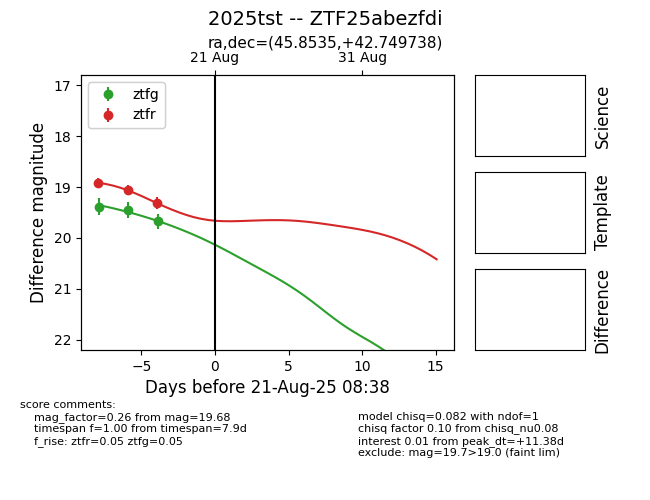 2025tst -- ZTF25abezfdi
ra,dec=(45.8535,+42.749738)
21 Aug
31 Aug
ztfg
ztfr
17
18
19
20
21
22
Difference magnitude
−5
0
5
10
15
Days before 21-Aug-25 08:38
Science
Template
Difference
score comments:
mag_factor=0.26 from mag=19.68
timespan f=1.00 from timespan=7.9d
f_rise: ztfr=0.05 ztfg=0.05
model chisq=0.082 with ndof=1
chisq factor 0.10 from chisq_nu0.08
interest 0.01 from peak_dt=+11.38d
exclude: mag=19.7>19.0 (faint lim)